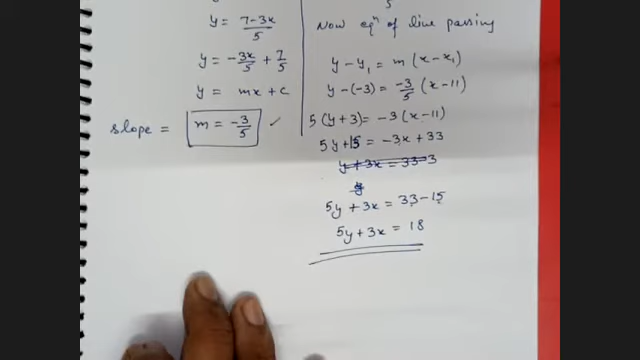 y = 7-3x/5
y = -3x/5 + 7/5
y = mx + c
slope = m = -3/5 ✓
5
Now eqⁿ of line passing
y - y₁ = m (x - x₁)
y - (-3) = -3/5 (x - 11)
5 (y + 3) = -3 (x - 11)
5y + 15 = -3x + 33
y + 3x = 33 - 3
5y + 3x = 33 - 15
5y + 3x = 18